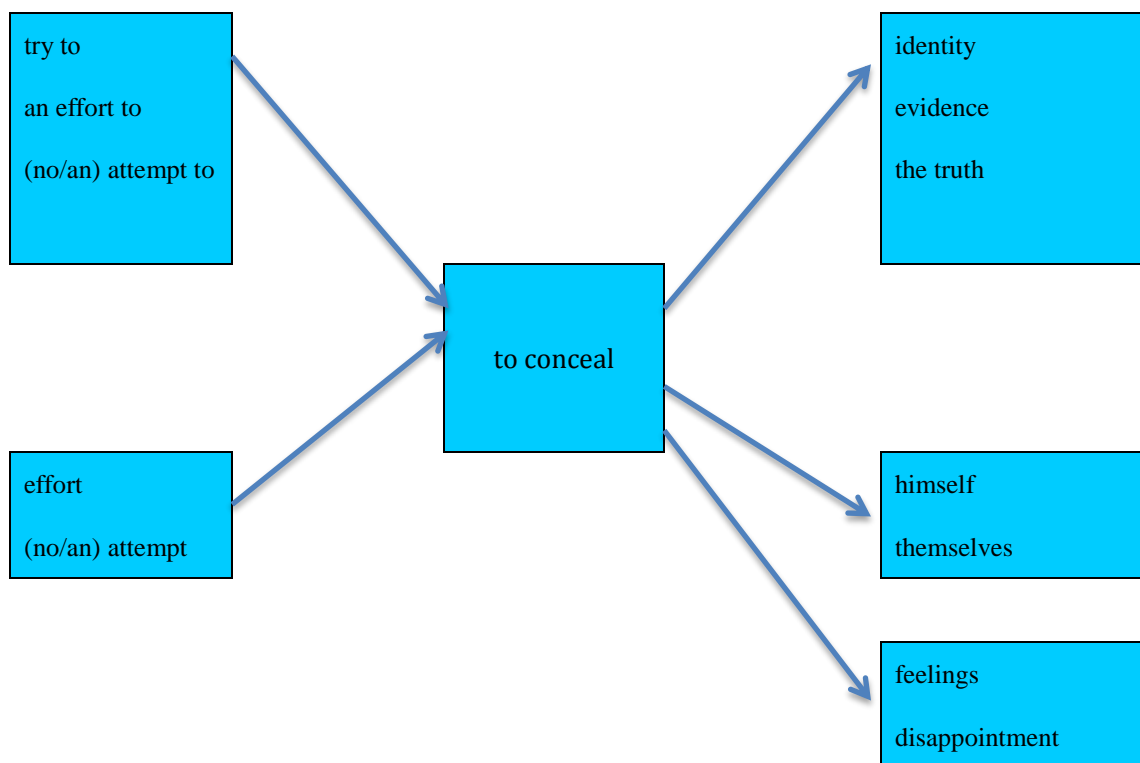 try to
an effort to
(no/an) attempt to
effort
(no/an) attempt
to conceal
identity
evidence
the truth
himself
themselves
feelings
disappointment